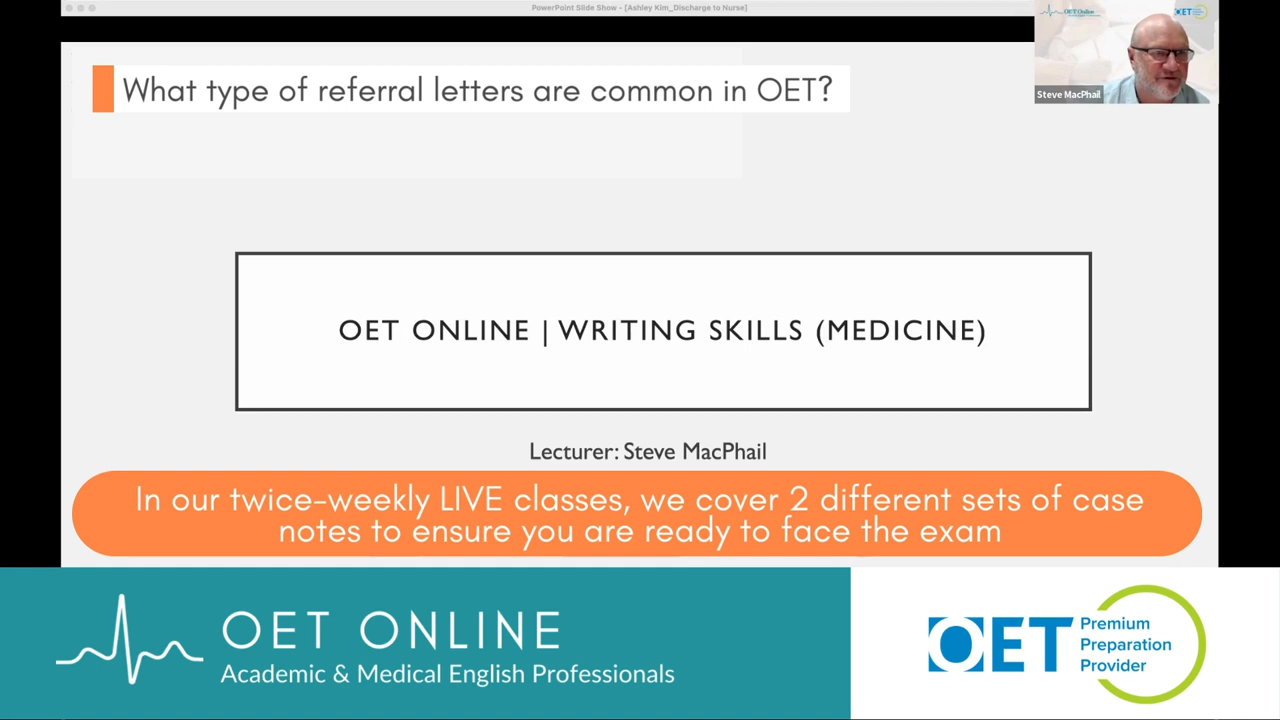 PowerPoint Slide Show - [Ashley Kim_Discharge to Nurse]
What type of referral letters are common in OET?
Steve MacPhail
OET ONLINE | WRITING SKILLS (MEDICINE)
Lecturer: Steve MacPhail
In our twice-weekly LIVE classes, we cover 2 different sets of case
notes to ensure you are ready to face the exam
OET ONLINE
Academic & Medical English Professionals
OET
Premium
Preparation
Provider